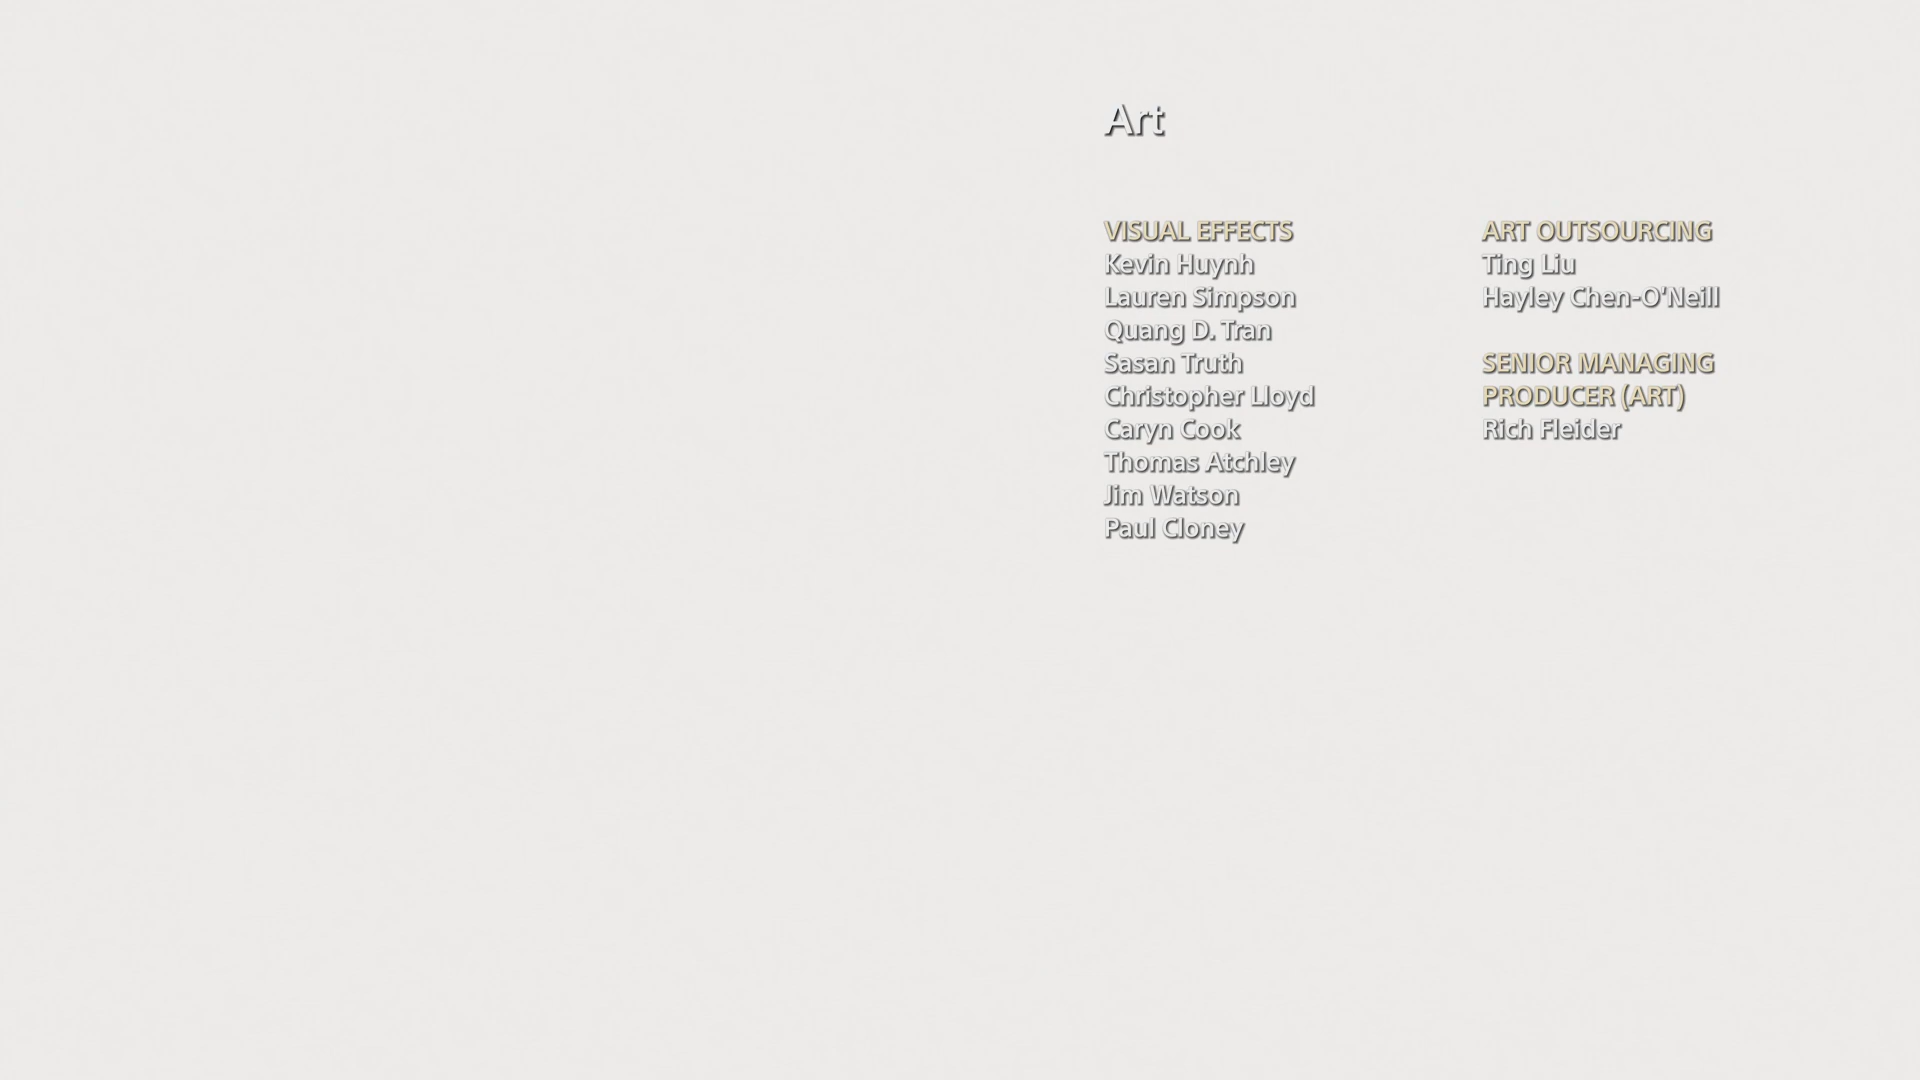 Art
VISUAL EFFECTS
Kevin Huynh
Lauren Simpson
Quang D. Tran
Sasan Truth
Christopher Lloyd
Caryn Cook
Thomas Atchley
Jim Watson
Paul Cloney
ART OUTSOURCING
Ting Liu
Hayley Chen-O'Neill
SENIOR MANAGING
PRODUCER (ART)
Rich Fleider